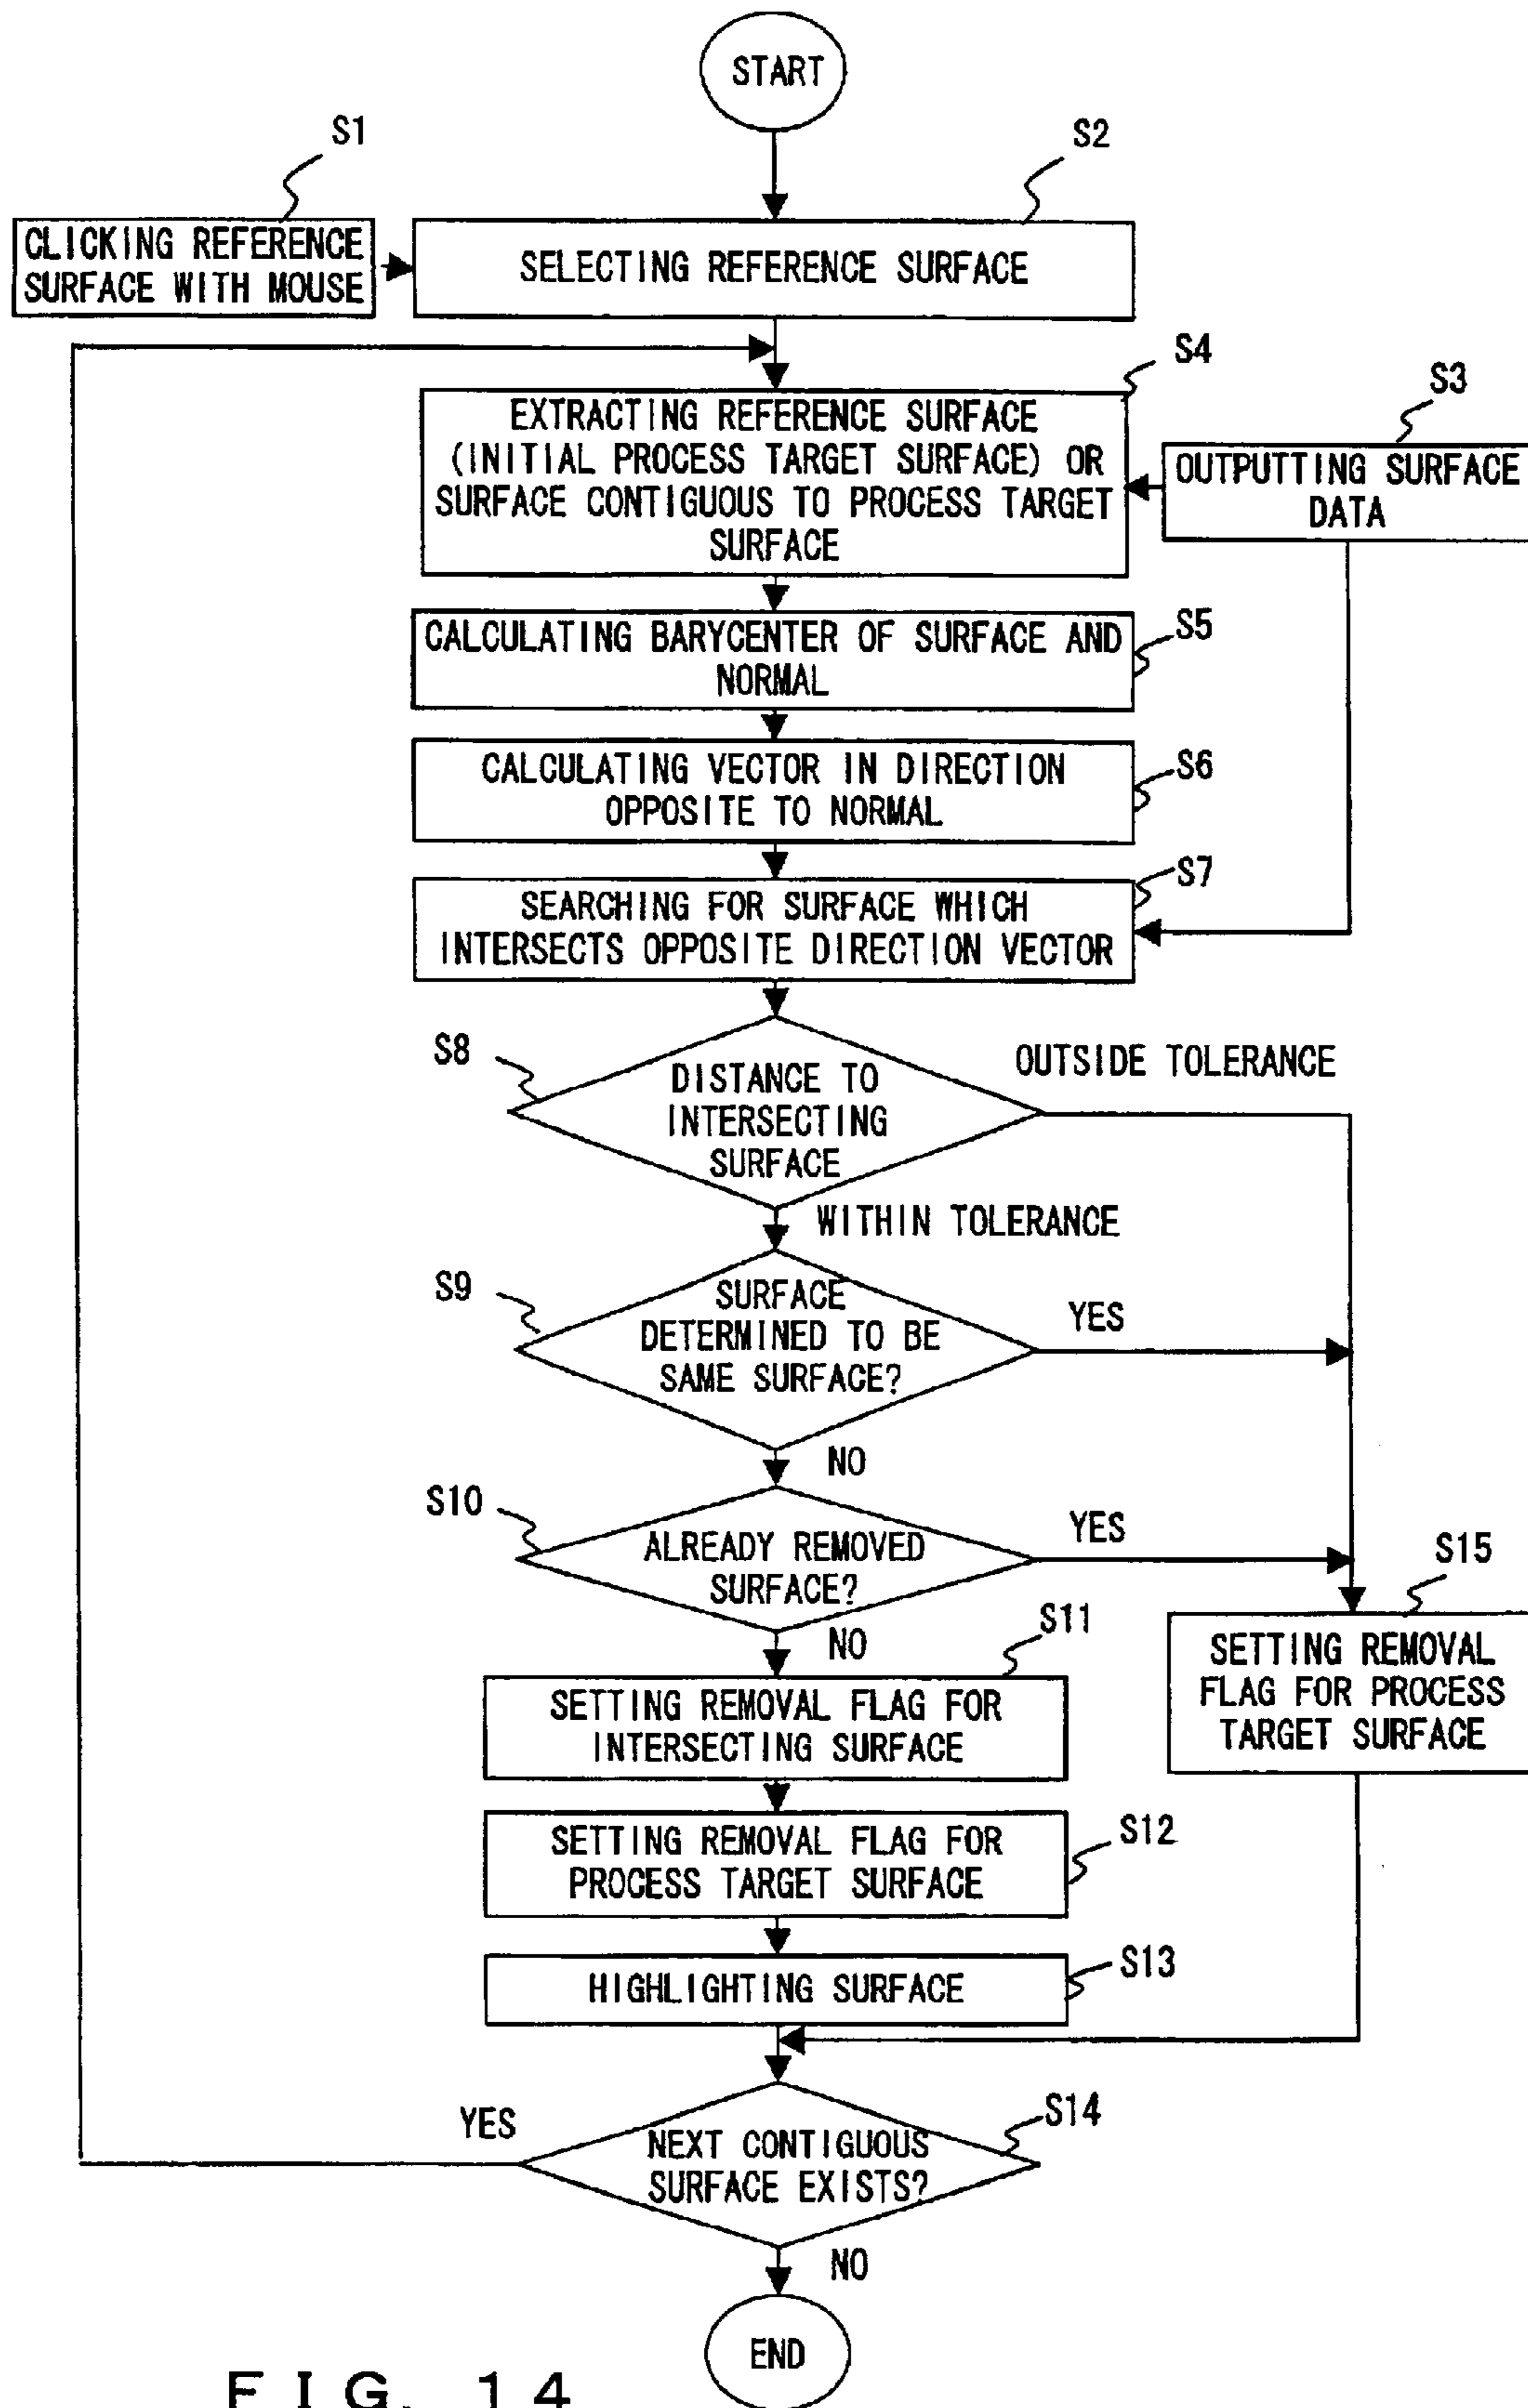 START
S1
S2
CLICKING REFERENCE
SURFACE WITH MOUSE
SELECTING REFERENCE SURFACE
S4
S3
EXTRACTING REFERENCE SURFACE
(INITIAL PROCESS TARGET SURFACE) OR
SURFACE CONTIGUOUS TO PROCESS TARGET
SURFACE
OUTPUTTING SURFACE
DATA
S5
CALCULATING BARYCENTER OF SURFACE AND
NORMAL
S6
CALCULATING VECTOR IN DIRECTION
OPPOSITE TO NORMAL
S7
SEARCHING FOR SURFACE WHICH
INTERSECTS OPPOSITE DIRECTION VECTOR
S8
DISTANCE TO
INTERSECTING
SURFACE
OUTSIDE TOLERANCE
WITHIN TOLERANCE
S9
SURFACE
DETERMINED TO BE
SAME SURFACE?
YES
NO
S10
ALREADY REMOVED
SURFACE?
YES
NO
S15
SETTING REMOVAL
FLAG FOR PROCESS
TARGET SURFACE
S11
SETTING REMOVAL FLAG FOR
INTERSECTING SURFACE
S12
SETTING REMOVAL FLAG FOR
PROCESS TARGET SURFACE
S13
HIGHLIGHTING SURFACE
S14
YES
NEXT CONTIGUOUS
SURFACE EXISTS?
NO
END
FIG. 14